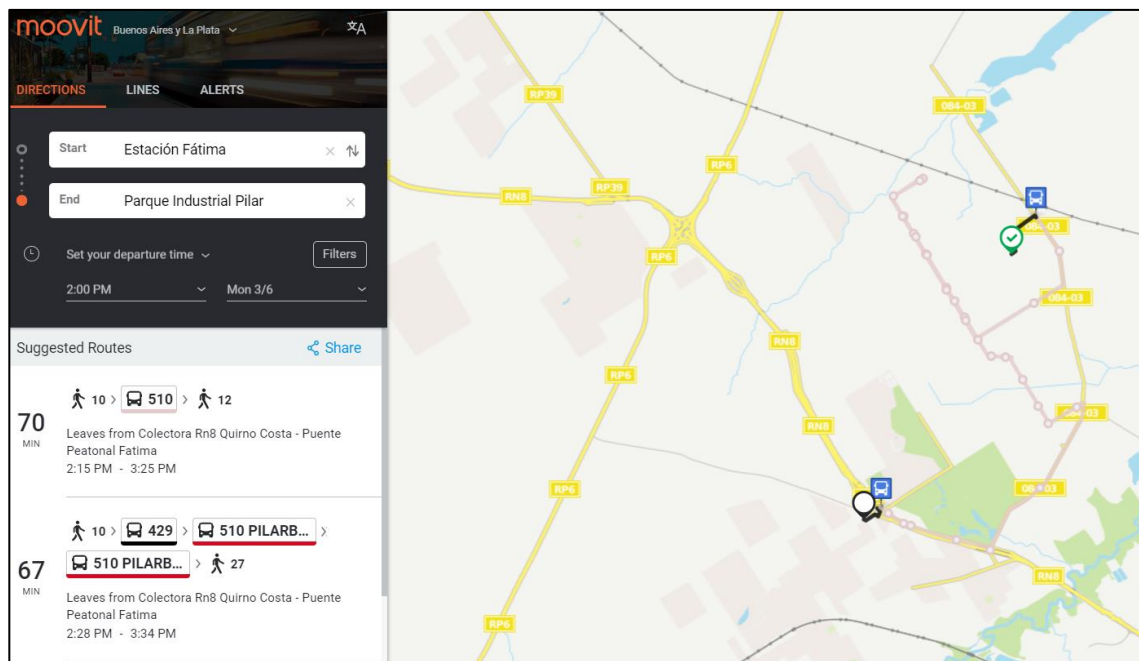 moovit Buenos Aires y La Plata 文A
DIRECTIONS LINES ALERTS
Start Estación Fátima ×
End Parque Industrial Pilar ×
Set your departure time Filters
2:00 PM Mon 3/6
Suggested Routes Share
10 > 510 > 12
70
MIN
Leaves from Colectora Rn8 Quirno Costa - Puente
Peatonal Fatima
2:15 PM - 3:25 PM
10 > 429 > 510 PILARB... >
510 PILARB... > 27
67
MIN
Leaves from Colectora Rn8 Quirno Costa - Puente
Peatonal Fatima
2:28 PM - 3:34 PM
RP39
084-03
RP6
RN8
RP39
084-03
RP6
084-03
RN8
RP6
084-03
RN8
RP6
084-03
RN8
RP6